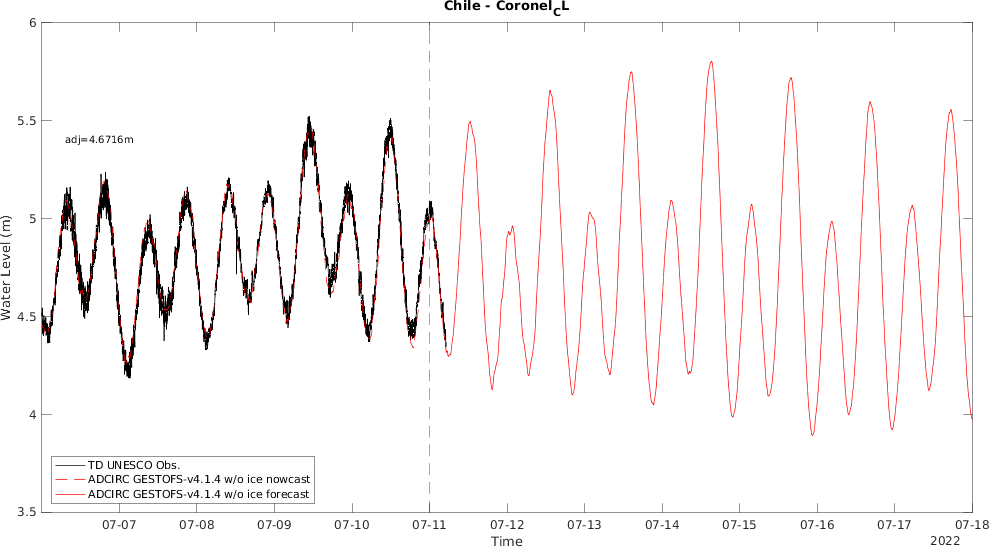 Chile - Coronel_CL
6
5.5
5
4.5
4
3.5
Water Level (m)
adj=4.6716m
TD UNESCO Obs.
ADCIRC GESTOFS-v4.1.4 w/o ice nowcast
ADCIRC GESTOFS-v4.1.4 w/o ice forecast
07-07 07-08 07-09 07-10 07-11 07-12 07-13 07-14 07-15 07-16 07-17 07-18
Time
2022